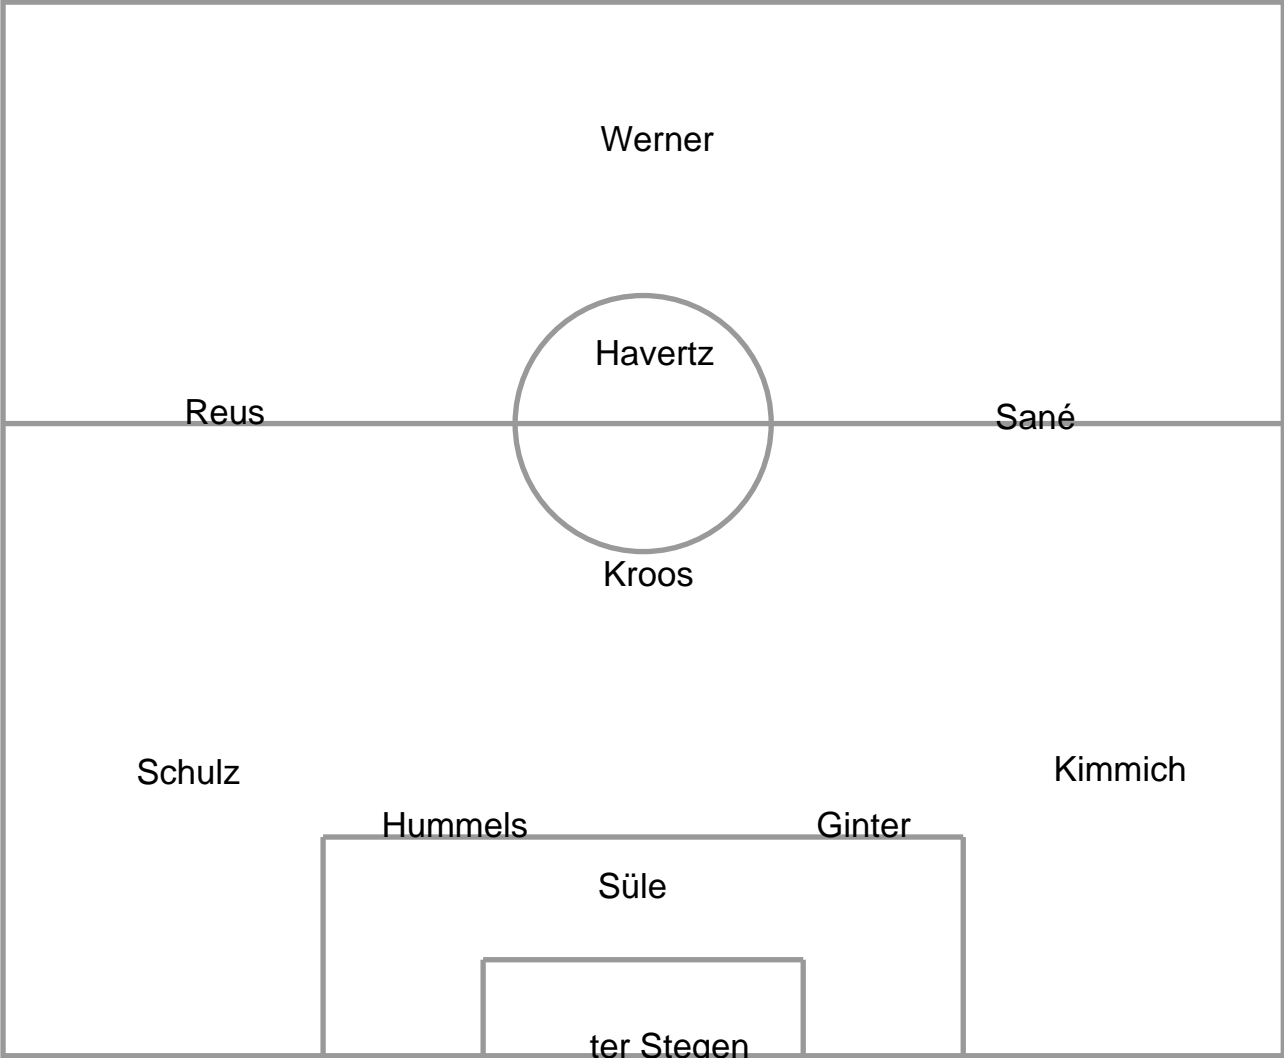 Werner
Havertz
Reus
Sané
Kroos
Schulz
Kimmich
Hummels
Ginter
Süle
ter Stegen